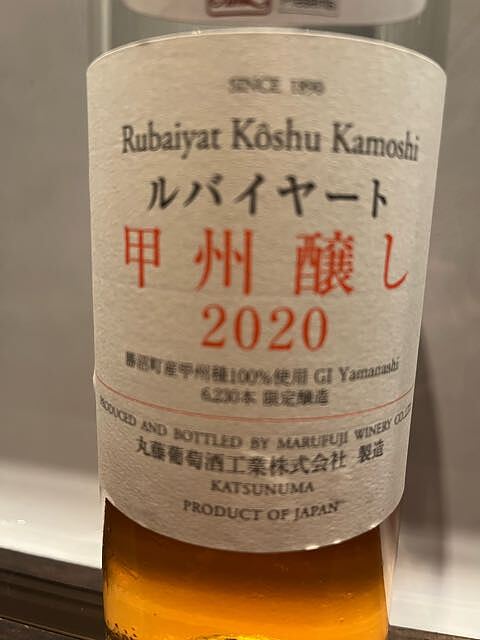 SINCE 1890
Rubaiyat Kôshu Kamoshi
ルバイヤート
甲州 醸し
2020
勝沼町産甲州種100%使用 GI Yamanashi
6,230本 限定醸造
PRODUCED AND BOTTLED BY MARUFUJI WINERY CO.,LTD
丸藤葡萄酒工業株式会社 製造
KATSUNUMA
PRODUCT OF JAPAN